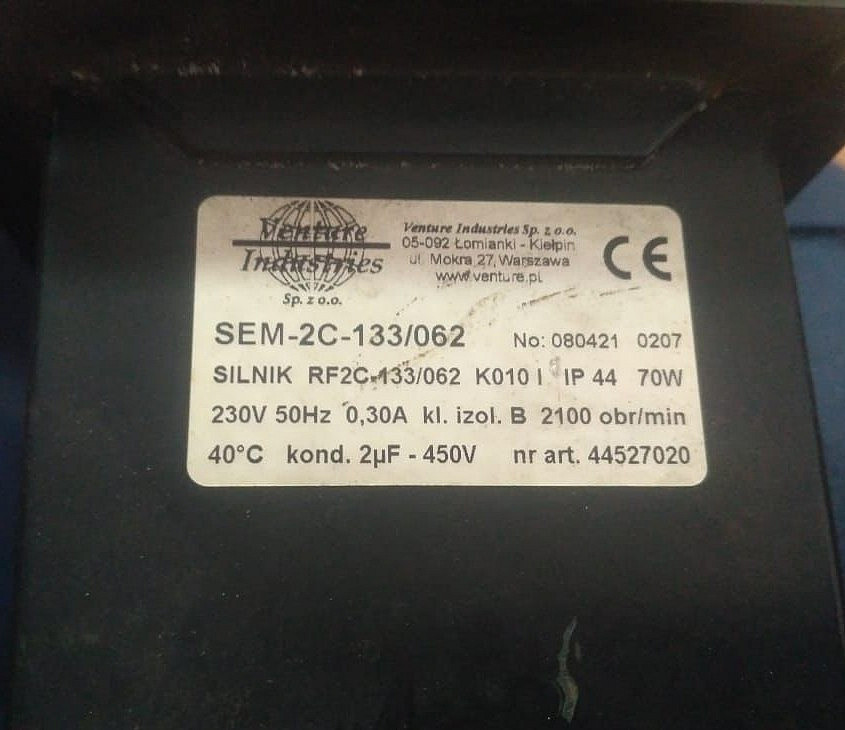 Venture
Industries
Sp. z o.o.
Venture Industries Sp. z o.o.
05-092 Łomianki - Kiełpin
ul. Mokra 27, Warszawa
www.venture.pl
CE
SEM-2C-133/062 No: 080421 0207
SILNIK RF2C-133/062 K010 I IP 44 70W
230V 50Hz 0,30A kl. izol. B 2100 obr/min
40°C kond. 2µF - 450V nr art. 44527020